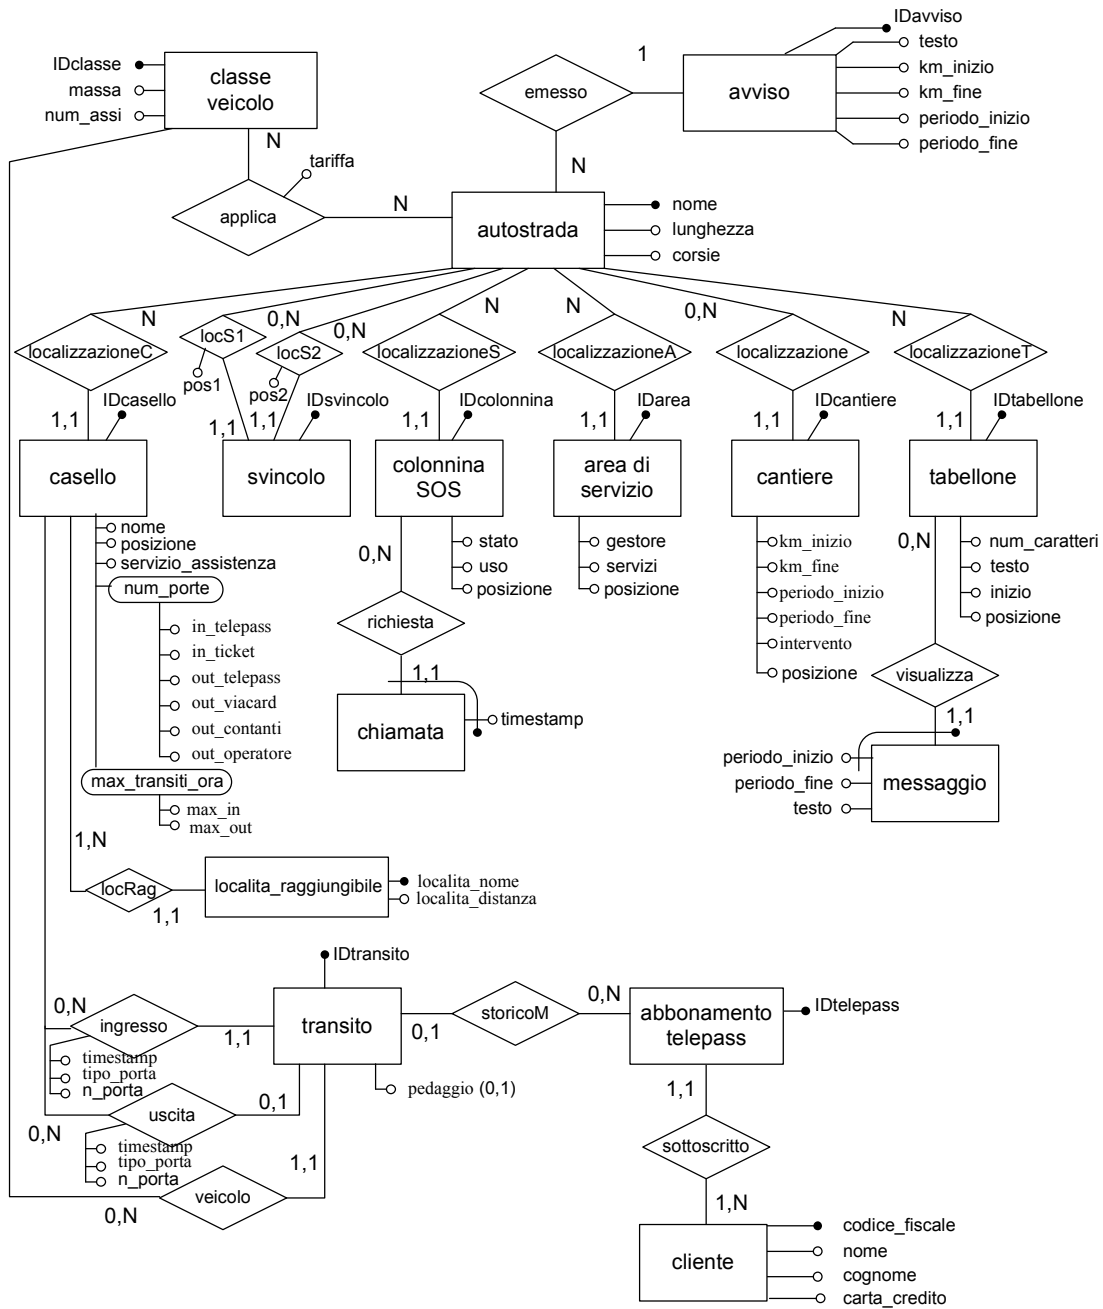 IDavviso
testo
km_inizio
km_fine
periodo_inizio
periodo_fine
avviso
1
emesso
N
IDclasse
massa
num_assi
classe
veicolo
N
tariffa
applica
N
autostrada
nome
lunghezza
corsie
N
0,N
0,N
N
N
0,N
N
localizzazioneC
locS1
pos1
locS2
pos2
localizzazioneS
localizzazioneA
localizzazione
localizzazioneT
1,1
IDcasello
1,1
1,1
IDsvincolo
1,1
IDcolonnina
1,1
IDarea
1,1
IDcantiere
1,1
IDtabellone
casello
svincolo
colonnina
SOS
area di
servizio
cantiere
tabellone
nome
posizione
servizio_assistenza
num_porte
in_telepass
in_ticket
out_telepass
out_viacard
out_contanti
out_operatore
max_transiti_ora
max_in
max_out
0,N
stato
uso
posizione
richiesta
1,1
chiamata
timestamp
gestore
servizi
posizione
km_inizio
km_fine
periodo_inizio
periodo_fine
intervento
posizione
0,N
num_caratteri
testo
inizio
posizione
visualizza
1,1
periodo_inizio
periodo_fine
testo
messaggio
1,N
locRag
1,1
localita_raggiungibile
localita_nome
localita_distanza
IDtransito
0,N
ingresso
1,1
timestamp
tipo_porta
n_porta
transito
0,1
storicoM
0,N
abbonamento
telepass
IDtelepass
pedaggio (0,1)
0,N
uscita
0,1
timestamp
tipo_porta
n_porta
1,1
veicolo
0,N
1,1
sottoscritto
1,N
cliente
codice_fiscale
nome
cognome
carta_credito